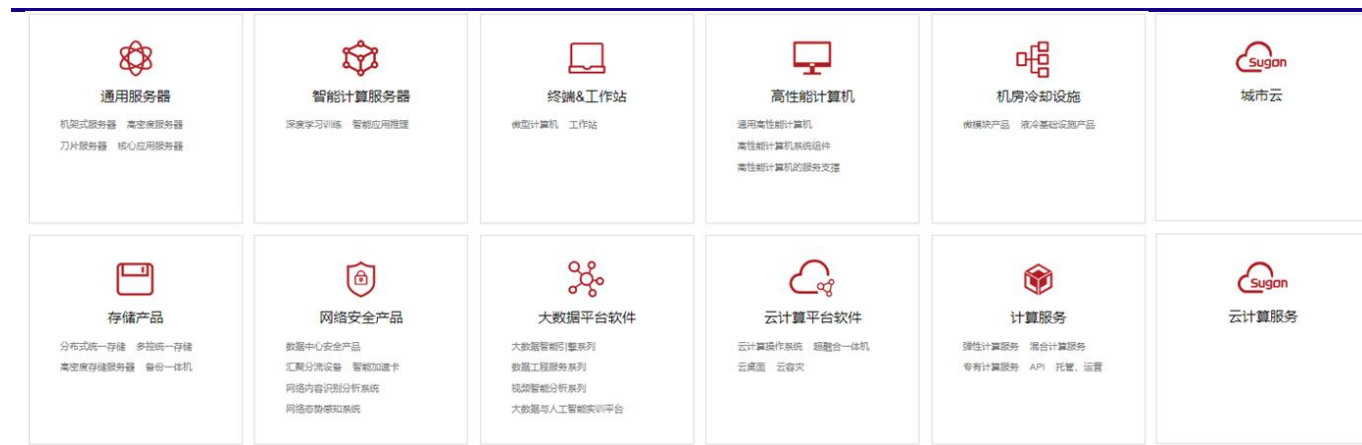 通用服务器
机架式服务器 高密度服务器
刀片服务器 核心应用服务器
智能计算服务器
深度学习训练 智能应用推理
终端&工作站
微型计算机 工作站
高性能计算机
通用高性能计算机
高性能计算机系统组件
高性能计算机的服务支撑
机房冷却设施
微模块产品 液冷基础设施产品
Sugon
城市云
存储产品
分布式统一存储 多控统一存储
高密度存储服务器 备份一体机
网络安全产品
数据中心安全产品
汇聚分流设备 智能加速卡
网络内容识别分析系统
网络态势感知系统
大数据平台软件
大数据智能引擎系列
数据工程服务系列
视频智能分析系列
大数据与人工智能实训平台
云计算平台软件
云计算操作系统 超融合一体机
云桌面 云容灾
计算服务
弹性计算服务 混合计算服务
专有计算服务 API 托管、运营
Sugon
云计算服务